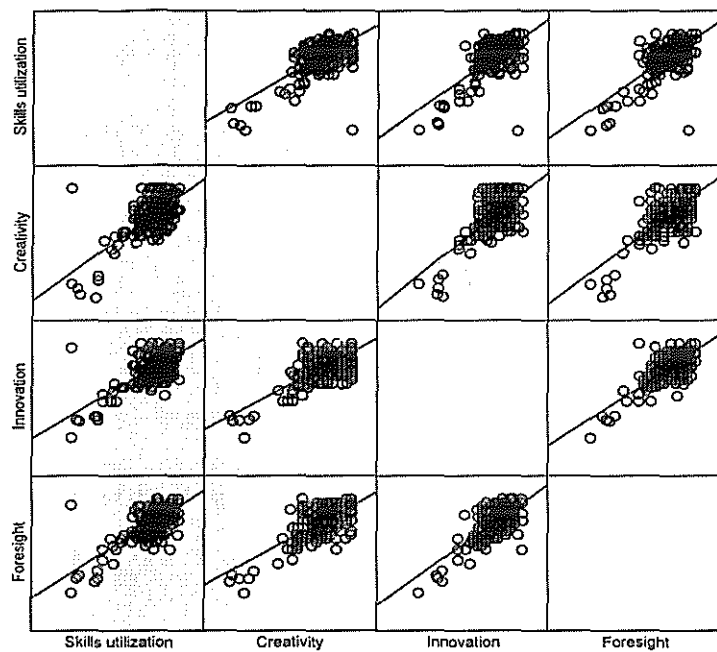 Skills utilization
Creativity
Innovation
Foresight
Skills utilization
Creativity
Innovation
Foresight